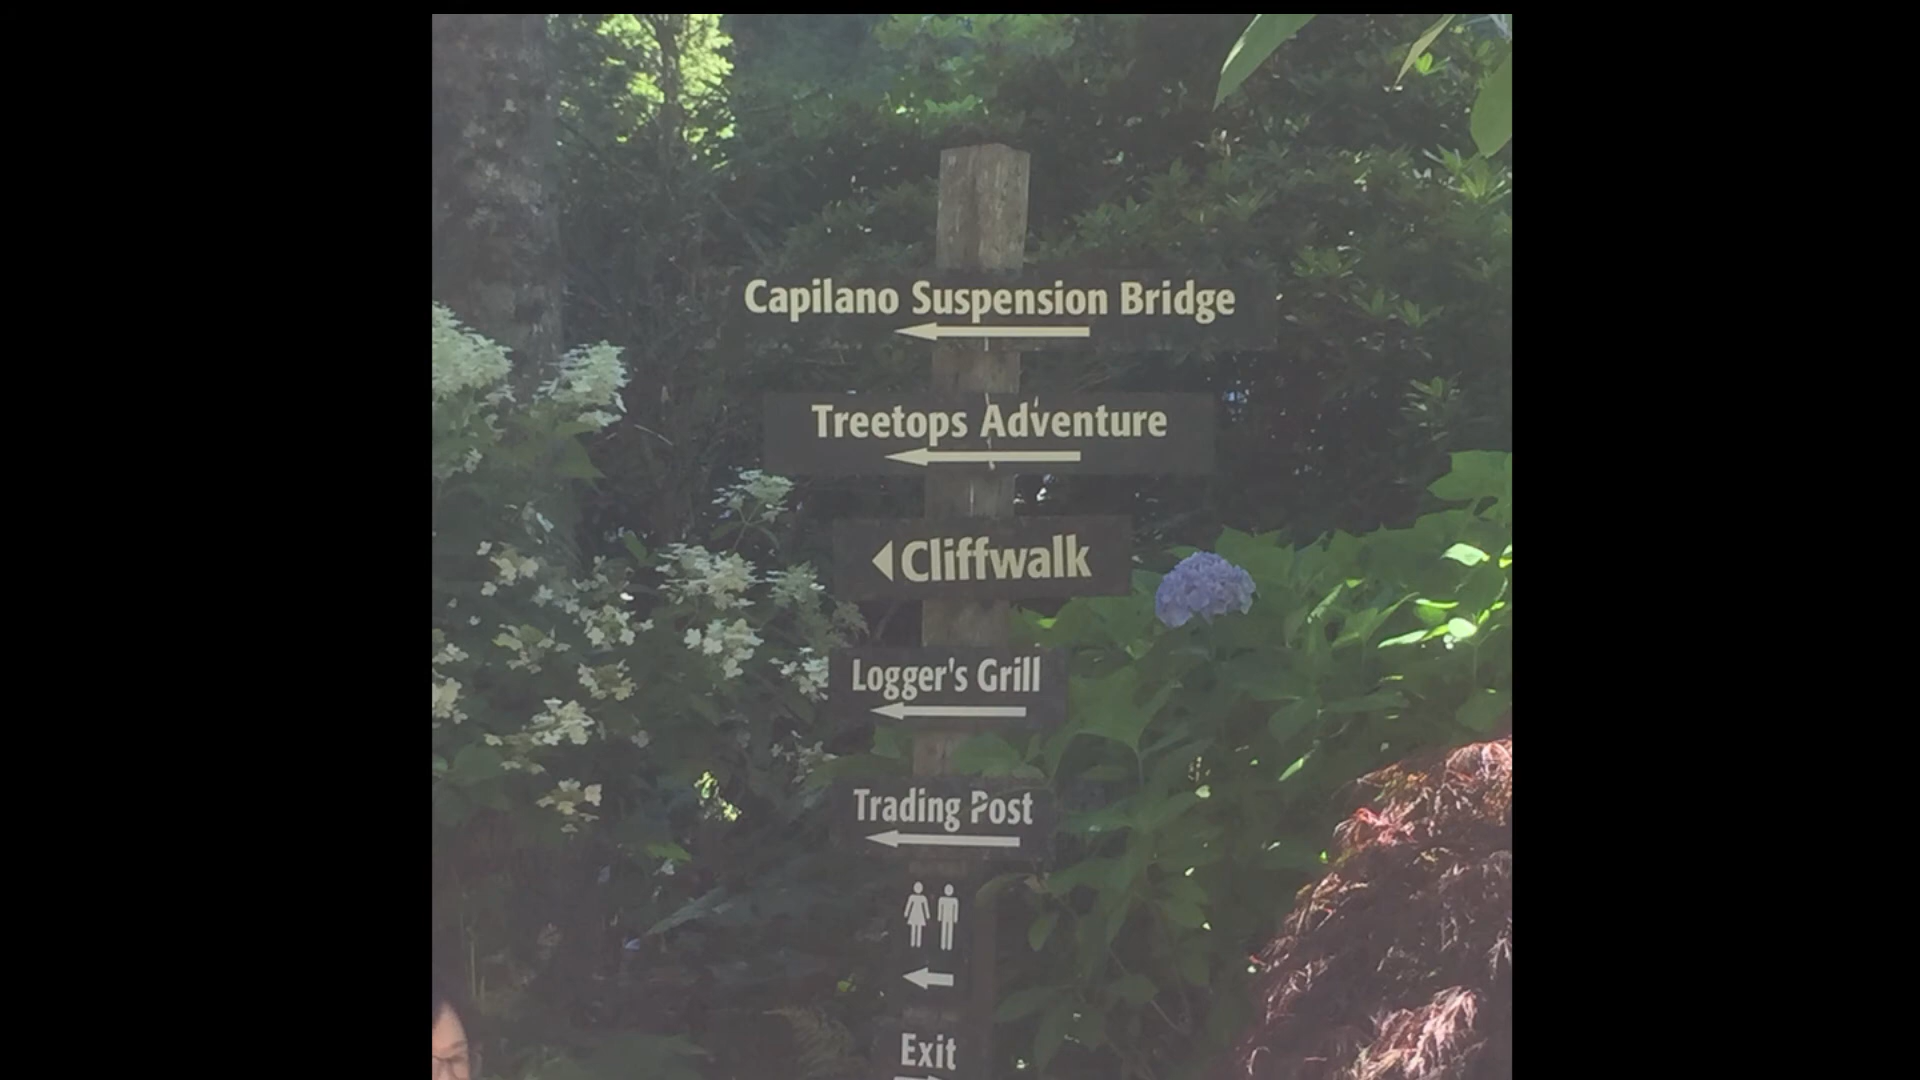 Capilano Suspension Bridge
Treetops Adventure
Cliffwalk
Logger's Grill
Trading Post
Exit